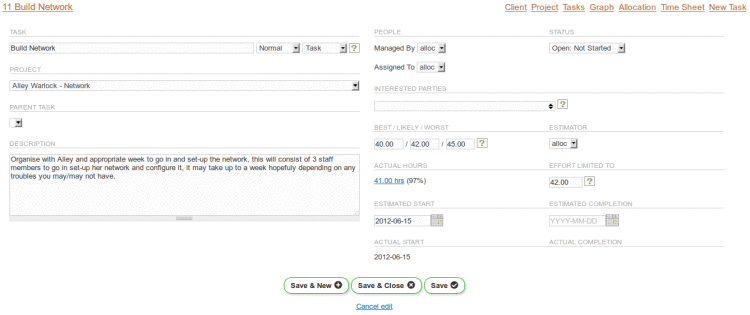 11 Build Network
Client Project Tasks Graph Allocation Time Sheet New Task
TASK
Build Network Normal Task ?
PROJECT
Alley Warlock - Network
PARENT TASK
DESCRIPTION
Organise with Alley and appropriate week to go in and set-up the network, this will consist of 3 staff
members to go in set-up her network and configure it, it may take up to a week hopefuly depending on any
troubles you may/may not have.
PEOPLE
Managed By alloc
Assigned To alloc
STATUS
Open: Not Started
INTERESTED PARTIES
?
BEST / LIKELY / WORST
40.00 / 42.00 / 45.00 ?
ESTIMATOR
alloc
ACTUAL HOURS
41.00 hrs (97%)
EFFORT LIMITED TO
42.00 ?
ESTIMATED START
2012-06-15
ESTIMATED COMPLETION
YYYY-MM-DD
ACTUAL START
2012-06-15
ACTUAL COMPLETION
Save & New Save & Close Save
Cancel edit